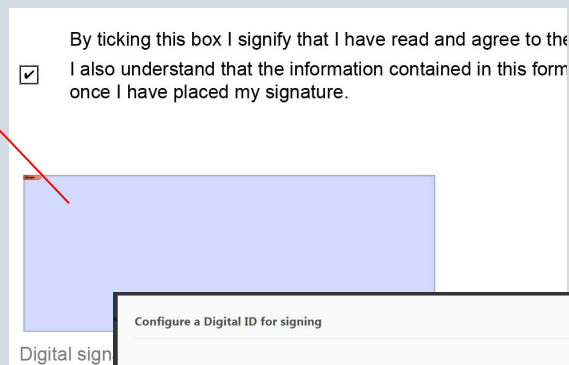 By ticking this box I signify that I have read and agree to the
I also understand that the information contained in this form
once I have placed my signature.
Configure a Digital ID for signing
Digital sign